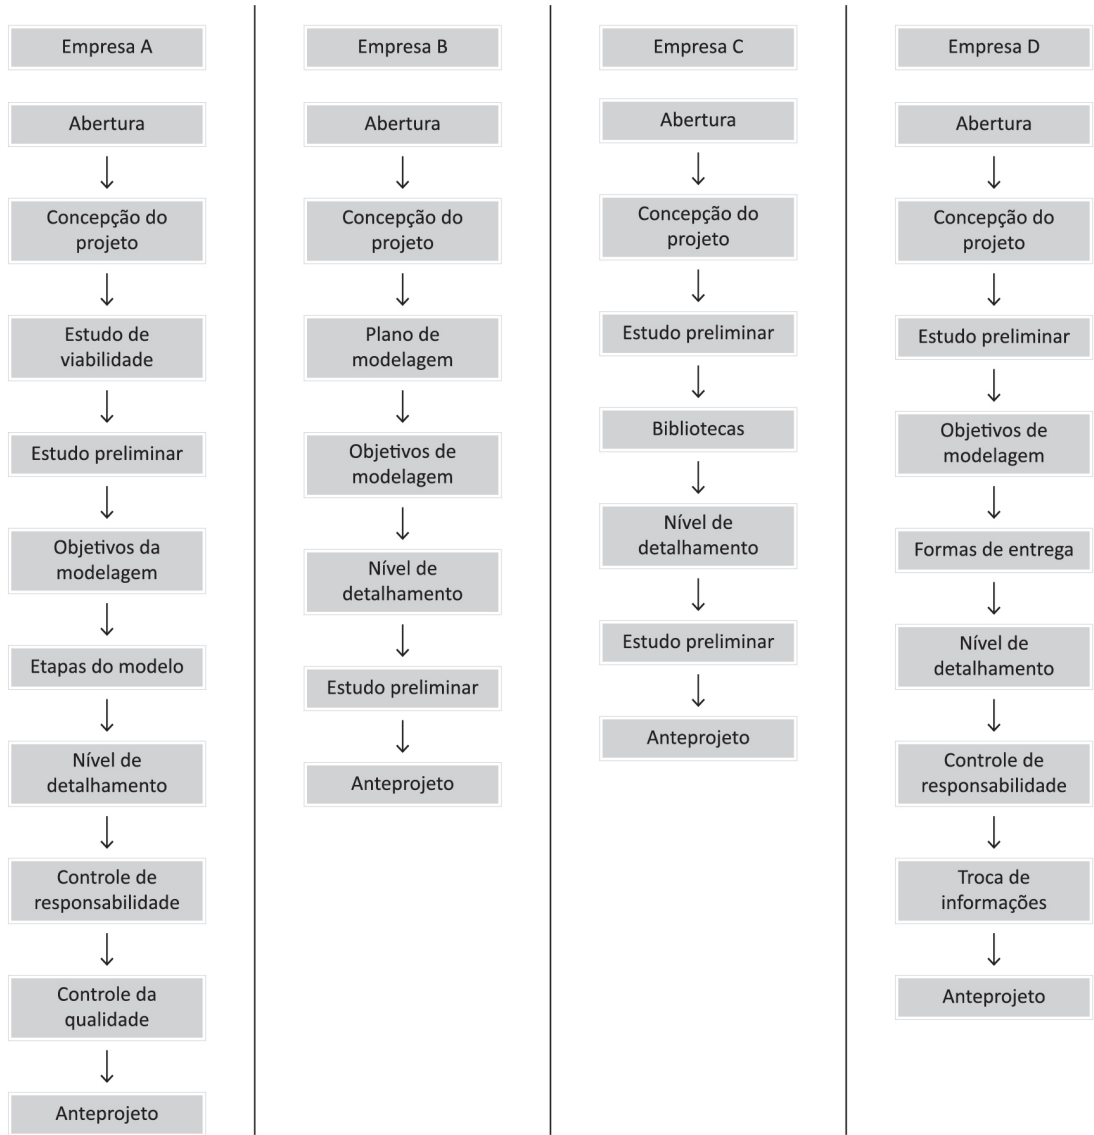 Empresa A
Abertura
Concepção do
projeto
Estudo de
viabilidade
Estudo preliminar
Objetivos da
modelagem
Etapas do modelo
Nível de
detalhamento
Controle de
responsabilidade
Controle da
qualidade
Anteprojeto
Empresa B
Abertura
Concepção do
projeto
Plano de
modelagem
Objetivos de
modelagem
Nível de
detalhamento
Estudo preliminar
Anteprojeto
Empresa C
Abertura
Concepção do
projeto
Estudo preliminar
Bibliotecas
Nível de
detalhamento
Estudo preliminar
Anteprojeto
Empresa D
Abertura
Concepção do
projeto
Estudo preliminar
Objetivos de
modelagem
Formas de entrega
Nível de
detalhamento
Controle de
responsabilidade
Troca de
informações
Anteprojeto